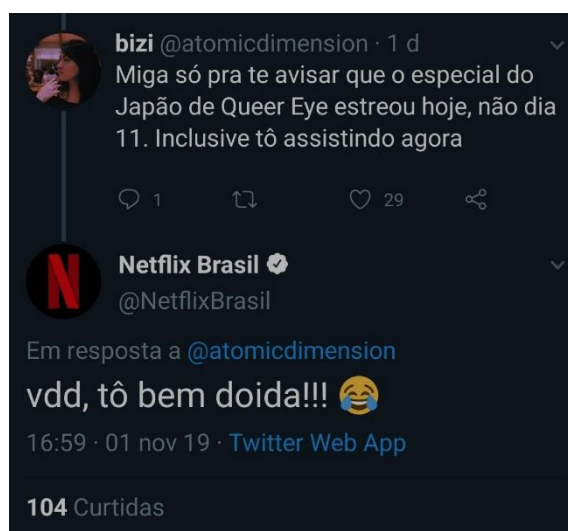 bizi @atomicdimension · 1 d
Miga só pra te avisar que o especial do
Japão de Queer Eye estreou hoje, não dia
11. Inclusive tô assistindo agora
1 29
N Netflix Brasil
@NetflixBrasil
Em resposta a @atomicdimension
vdd, tô bem doida!!! 😂
16:59 · 01 nov 19 · Twitter Web App
104 Curtidas